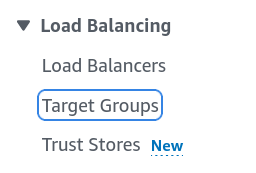 Load Balancing
Load Balancers
Target Groups
Trust Stores New